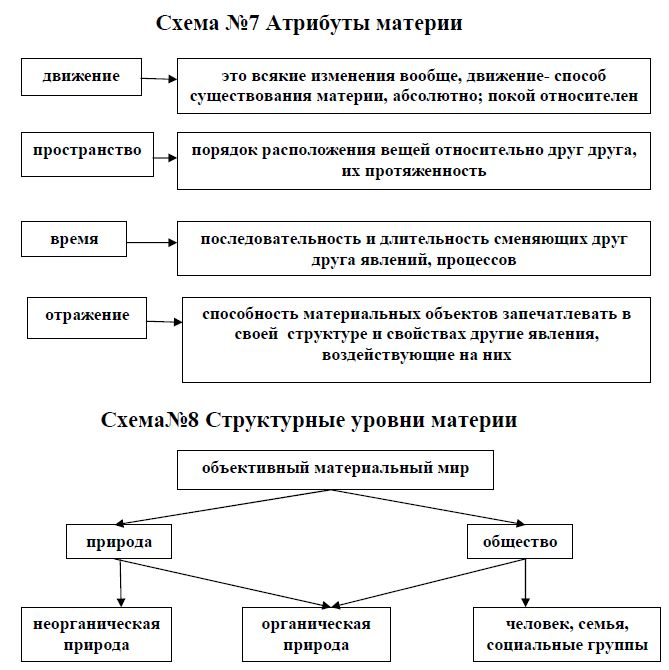 Схема №7 Атрибуты материи
движение
это всякие изменения вообще, движение- способ
существования материи, абсолютно; покой относителен
пространство
порядок расположения вещей относительно друг друга,
их протяженность
время
последовательность и длительность сменяющих друг
друга явлений, процессов
отражение
способность материальных объектов запечатлевать в
своей структуре и свойствах другие явления,
воздействующие на них
Схема№8 Структурные уровни материи
объективный материальный мир
природа
общество
неорганическая
природа
органическая
природа
человек, семья,
социальные группы